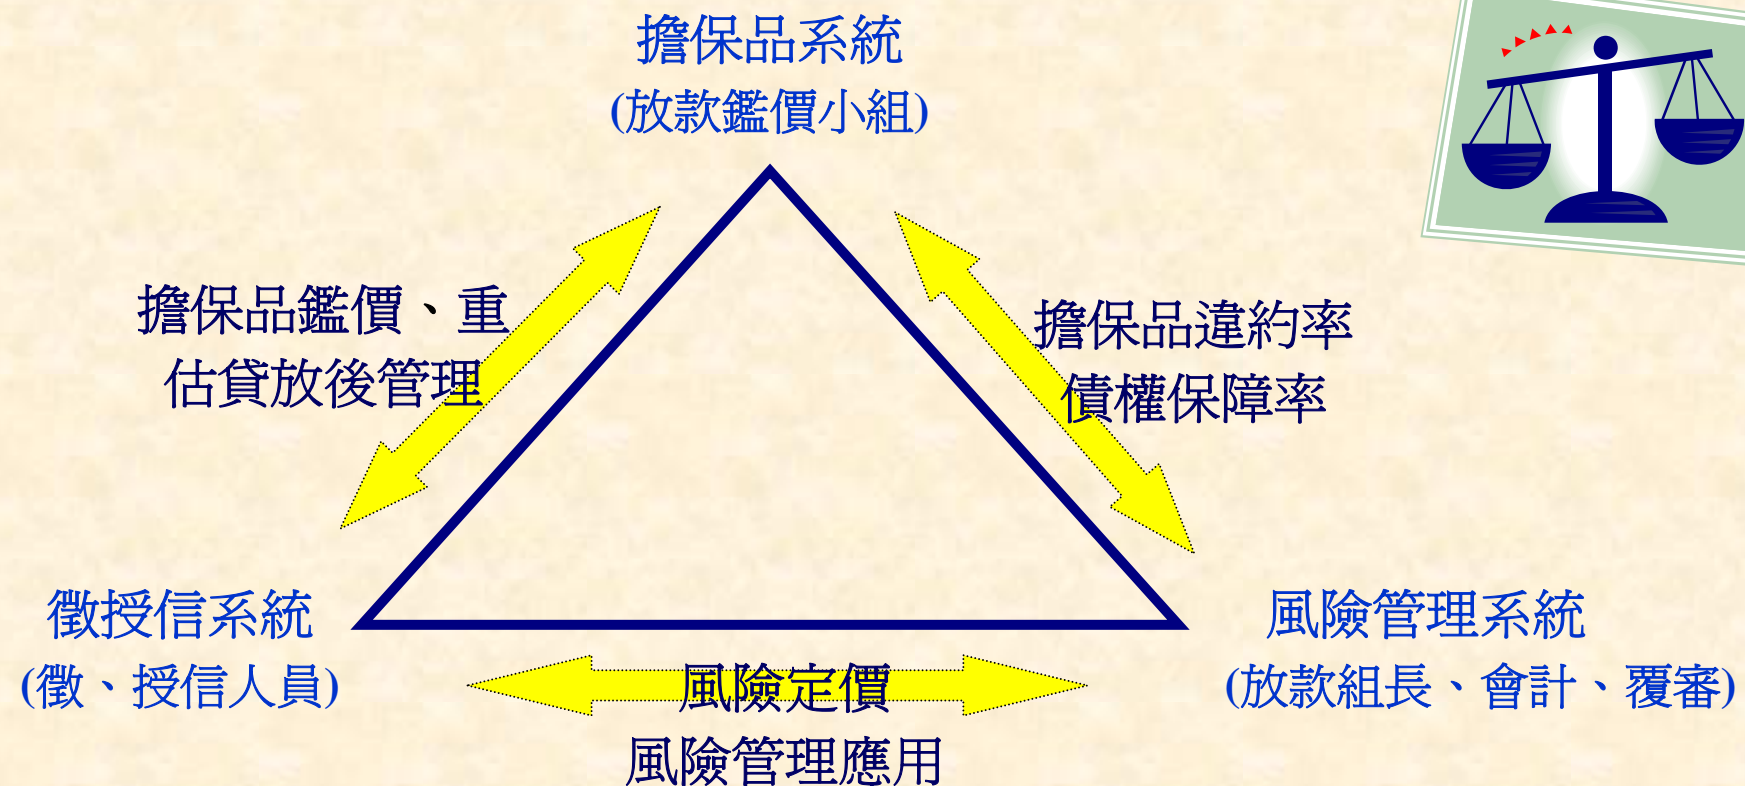 擔保品系統
(放款鑑價小組)
擔保品鑑價、重
估貸放後管理
擔保品違約率
債權保障率
徵授信系統
(徵、授信人員)
風險管理系統
(放款組長、會計、覆審)
風險定價
風險管理應用